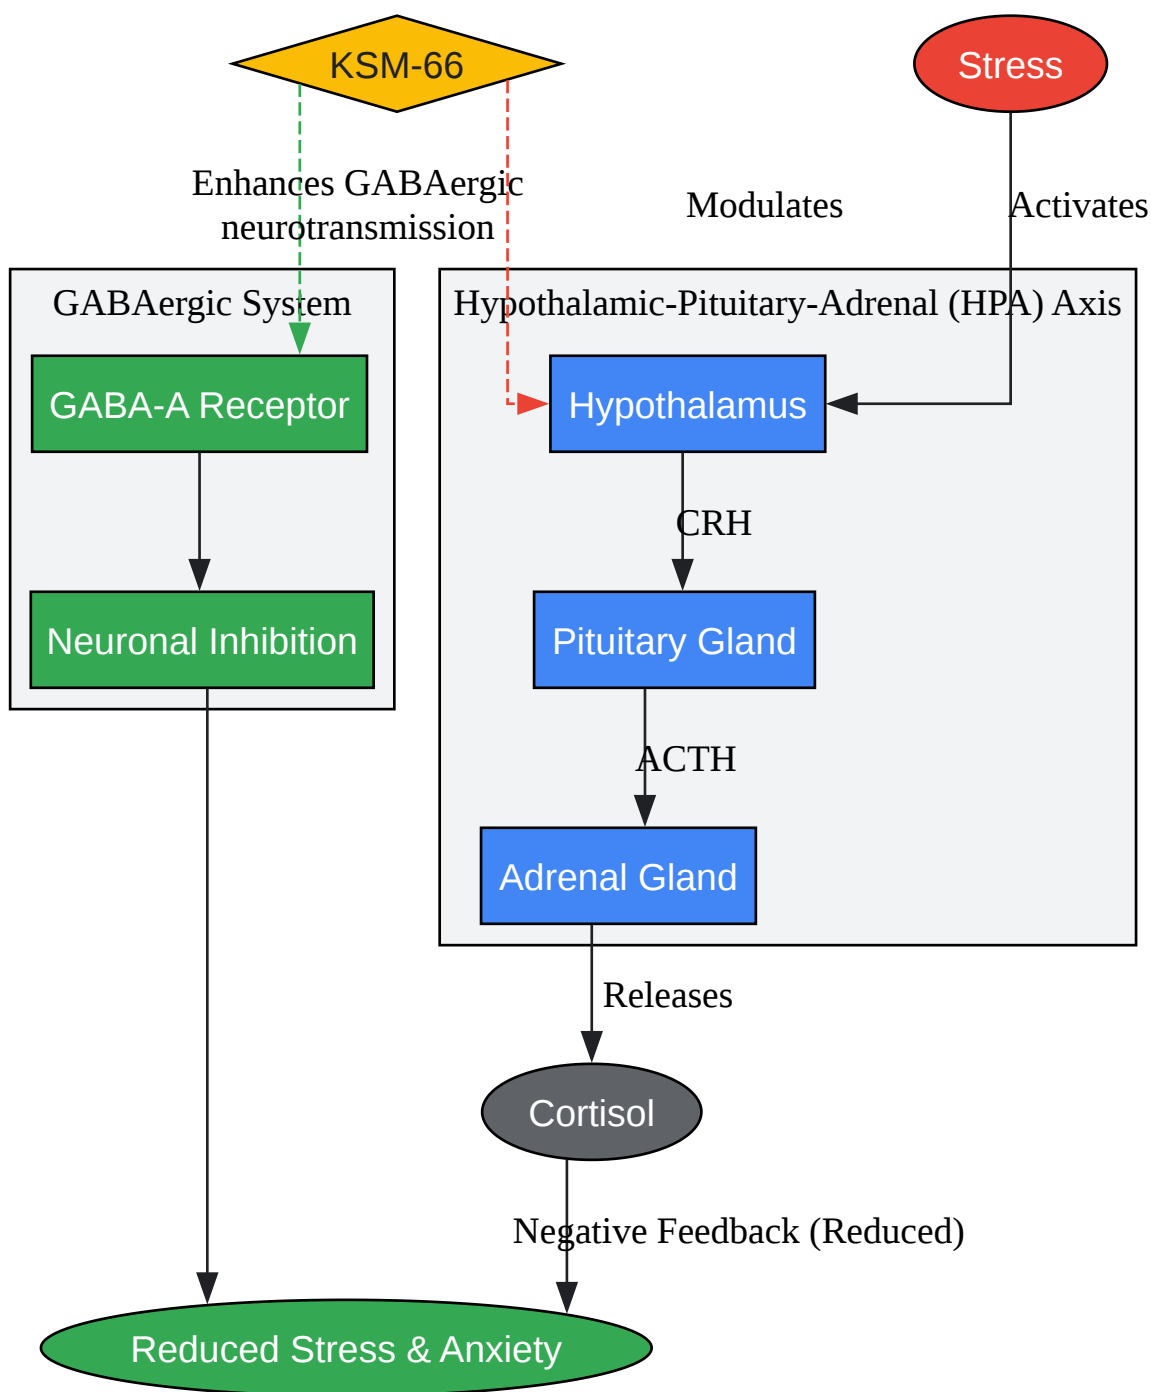 KSM-66
Stress
Enhances GABAergic
neurotransmission
Modulates
Activates
GABAergic System
Hypothalamic-Pituitary-Adrenal (HPA) Axis
GABA-A Receptor
Hypothalamus
CRH
Neuronal Inhibition
Pituitary Gland
ACTH
Adrenal Gland
Releases
Cortisol
Negative Feedback (Reduced)
Reduced Stress & Anxiety